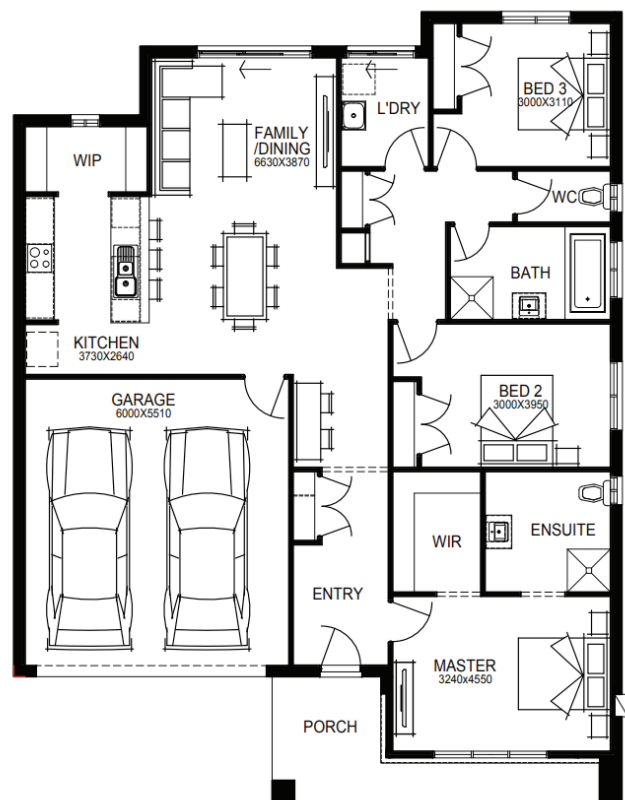 BED 3
3000X3110
L'DRY
FAMILY
/DINING
6630X3870
WIP
WC
BATH
KITCHEN
3730X2640
GARAGE
6000X5510
BED 2
3000X3950
WIR
ENSUITE
ENTRY
MASTER
3240x4550
PORCH